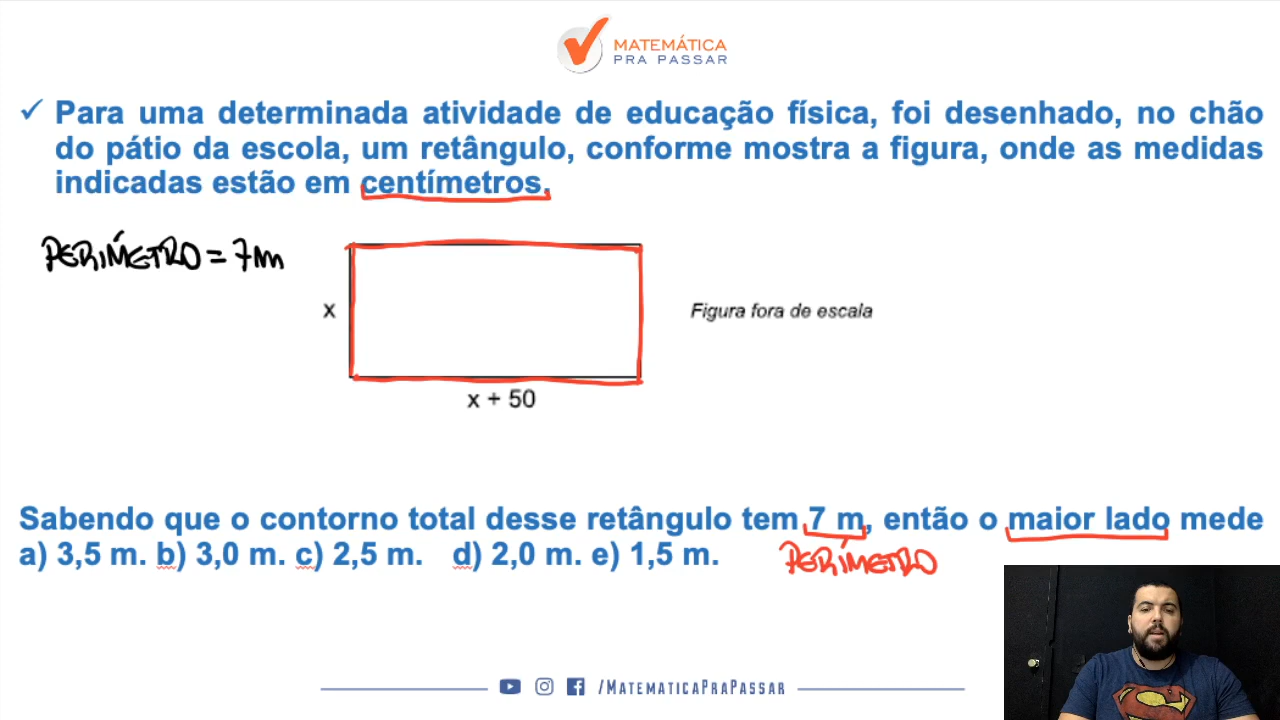 MATEMÁTICA
PRA PASSAR
✓ Para uma determinada atividade de educação física, foi desenhado, no chão
do pátio da escola, um retângulo, conforme mostra a figura, onde as medidas
indicadas estão em centímetros.
PERÍMETRO = 7m
x
Figura fora de escala
x + 50
Sabendo que o contorno total desse retângulo tem 7 m, então o maior lado mede
a) 3,5 m. b) 3,0 m. c) 2,5 m. d) 2,0 m. e) 1,5 m.
PERÍMETRO
/MATEMATICAPRAPASSAR